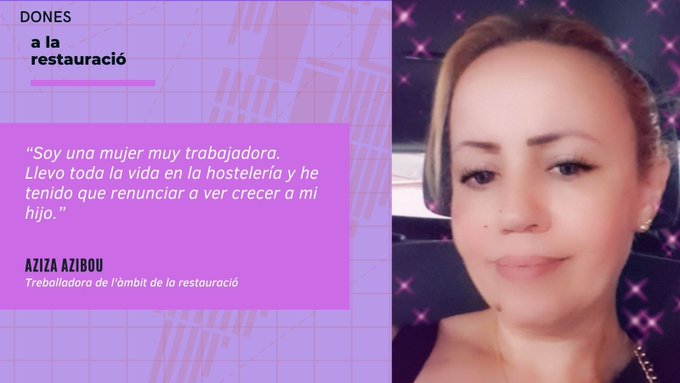 DONES
a la
restauració
“Soy una mujer muy trabajadora.
Llevo toda la vida en la hostelería y he
tenido que renunciar a ver crecer a mi
hijo.”
AZIZA AZIBOU
Treballadora de l'àmbit de la restauració